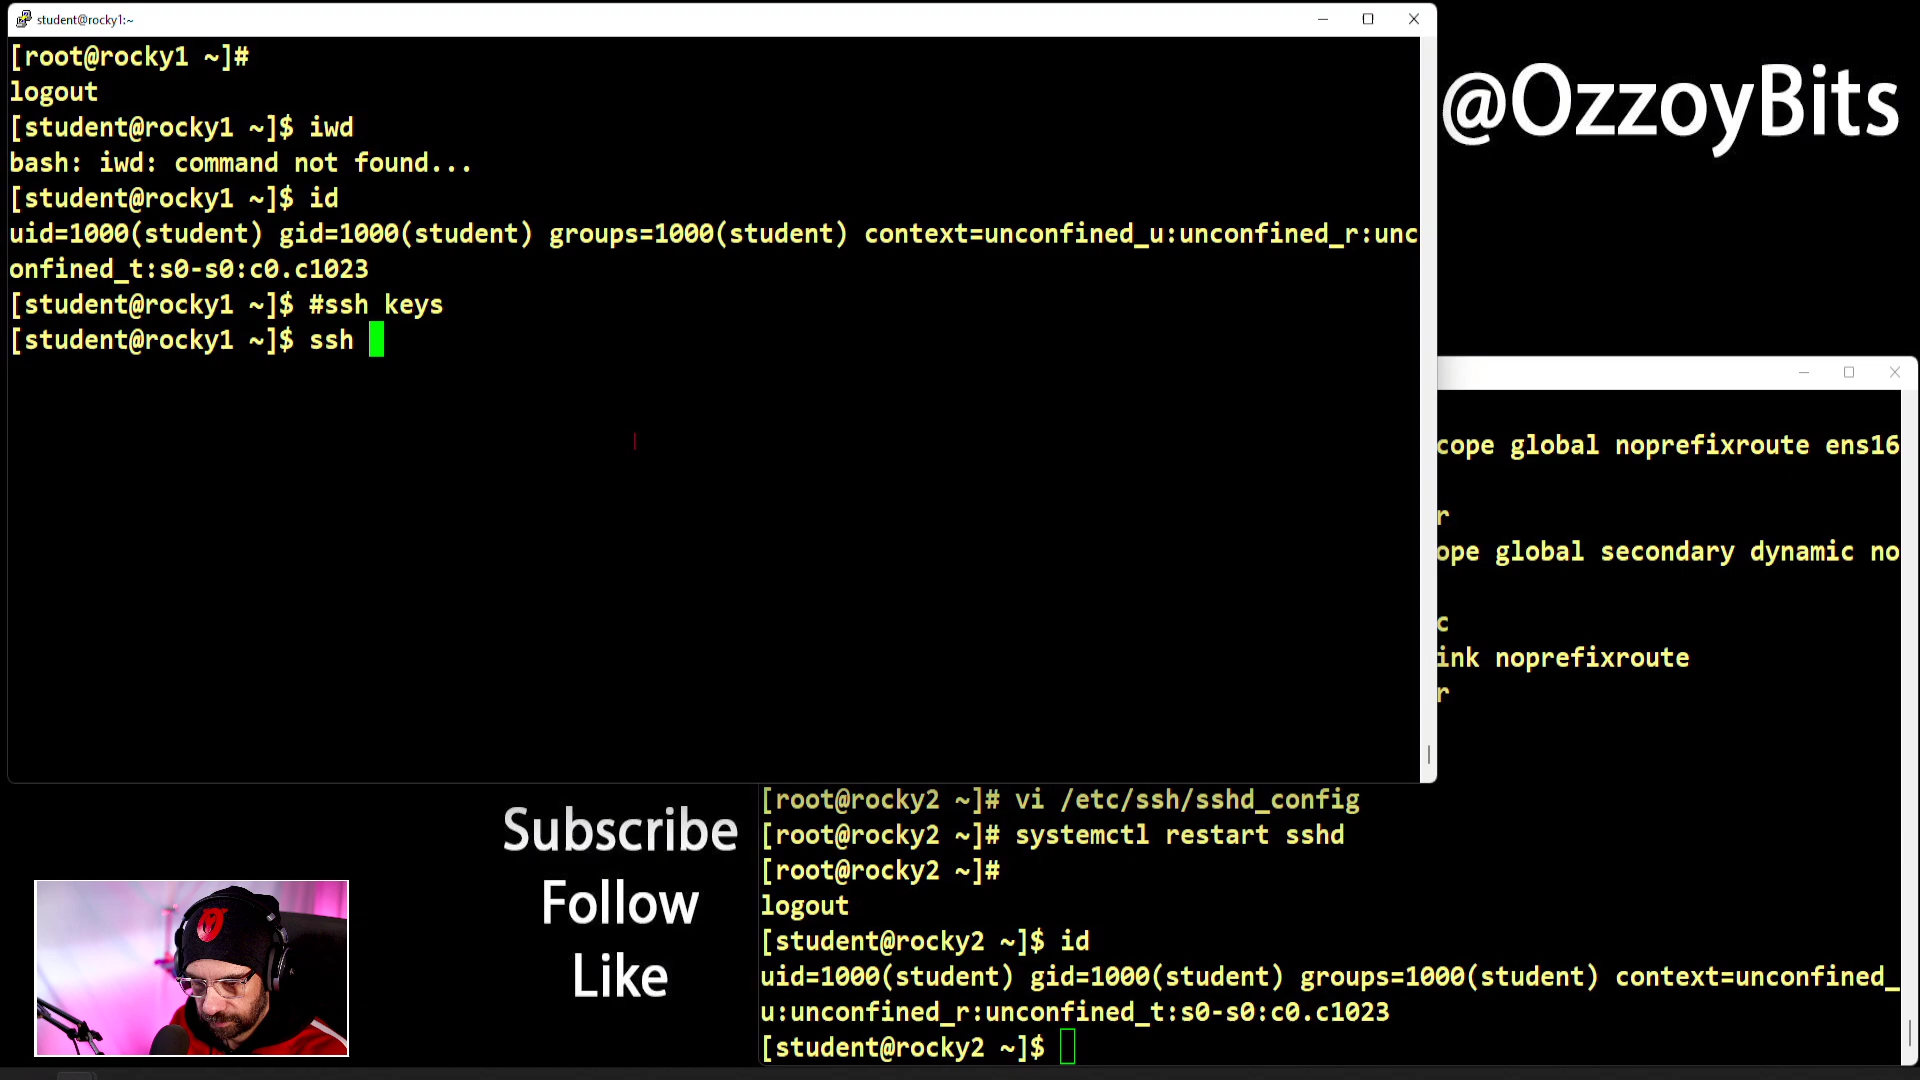 student@rocky1:~
[root@rocky1 ~]#
logout
[student@rocky1 ~]$ iwd
bash: iwd: command not found...
[student@rocky1 ~]$ id
uid=1000(student) gid=1000(student) groups=1000(student) context=unconfined_u:unconfined_r:unc
onfined_t:s0-s0:c0.c1023
[student@rocky1 ~]$ #ssh keys
[student@rocky1 ~]$ ssh
@OzzoyBits
cope global noprefixroute ens16
r
ope global secondary dynamic no
c
ink noprefixroute
r
[root@rocky2 ~]# vi /etc/ssh/sshd_config
[root@rocky2 ~]# systemctl restart sshd
[root@rocky2 ~]#
logout
[student@rocky2 ~]$ id
uid=1000(student) gid=1000(student) groups=1000(student) context=unconfined_
u:unconfined_r:unconfined_t:s0-s0:c0.c1023
[student@rocky2 ~]$
Subscribe
Follow
Like